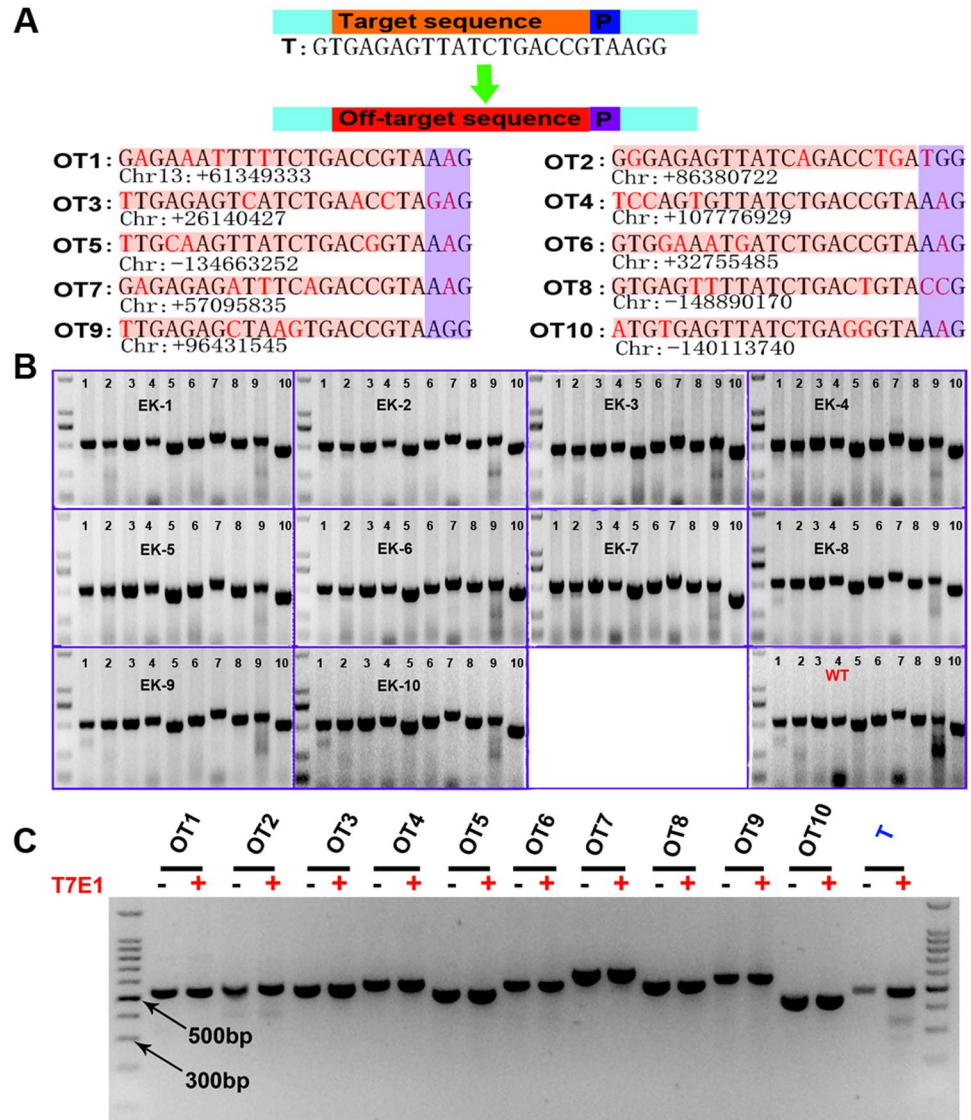 A
Target sequence P
T: GTGAGAGTTATCTGACCGTAAGG
Off-target sequence P
OT1: GAGAAATTTTTCTGACCGTAAAG
Chr13:+61349333
OT2: GGGAGAGTTATCAGACCTGATGG
Chr:+86380722
OT3: TTGAGAGTCATCTGAACCTAGAG
Chr:+26140427
OT4: TCCAGTGTTATCTGACCGTAAAG
Chr:+107776929
OT5: TTGCAAGTTATCTGACGGTAAAG
Chr:-134663252
OT6: GTGGAAATGATCTGACCGTAAAG
Chr:+32755485
OT7: GAGAGAGATTTCAGACCGTAAAG
Chr:+57095835
OT8: GTGAGTTTTATCTGACTGTACCG
Chr:-148890170
OT9: TTGAGAGCTAAGTGACCGTAAGG
Chr:+96431545
OT10: ATGTGAGTTATCTGAGGGTAAAG
Chr:-140113740
B
1 2 3 4 5 6 7 8 9 10
EK-1
1 2 3 4 5 6 7 8 9 10
EK-2
1 2 3 4 5 6 7 8 9 10
EK-3
1 2 3 4 5 6 7 8 9 10
EK-4
1 2 3 4 5 6 7 8 9 10
EK-5
1 2 3 4 5 6 7 8 9 10
EK-6
1 2 3 4 5 6 7 8 9 10
EK-7
1 2 3 4 5 6 7 8 9 10
EK-8
1 2 3 4 5 6 7 8 9 10
EK-9
1 2 3 4 5 6 7 8 9 10
EK-10
1 2 3 4 5 6 7 8 9 10
WT
C
OT1 OT2 OT3 OT4 OT5 OT6 OT7 OT8 OT9 OT10 T
T7E1 - + - + - + - + - + - + - + - + - + - + - +
500bp
300bp